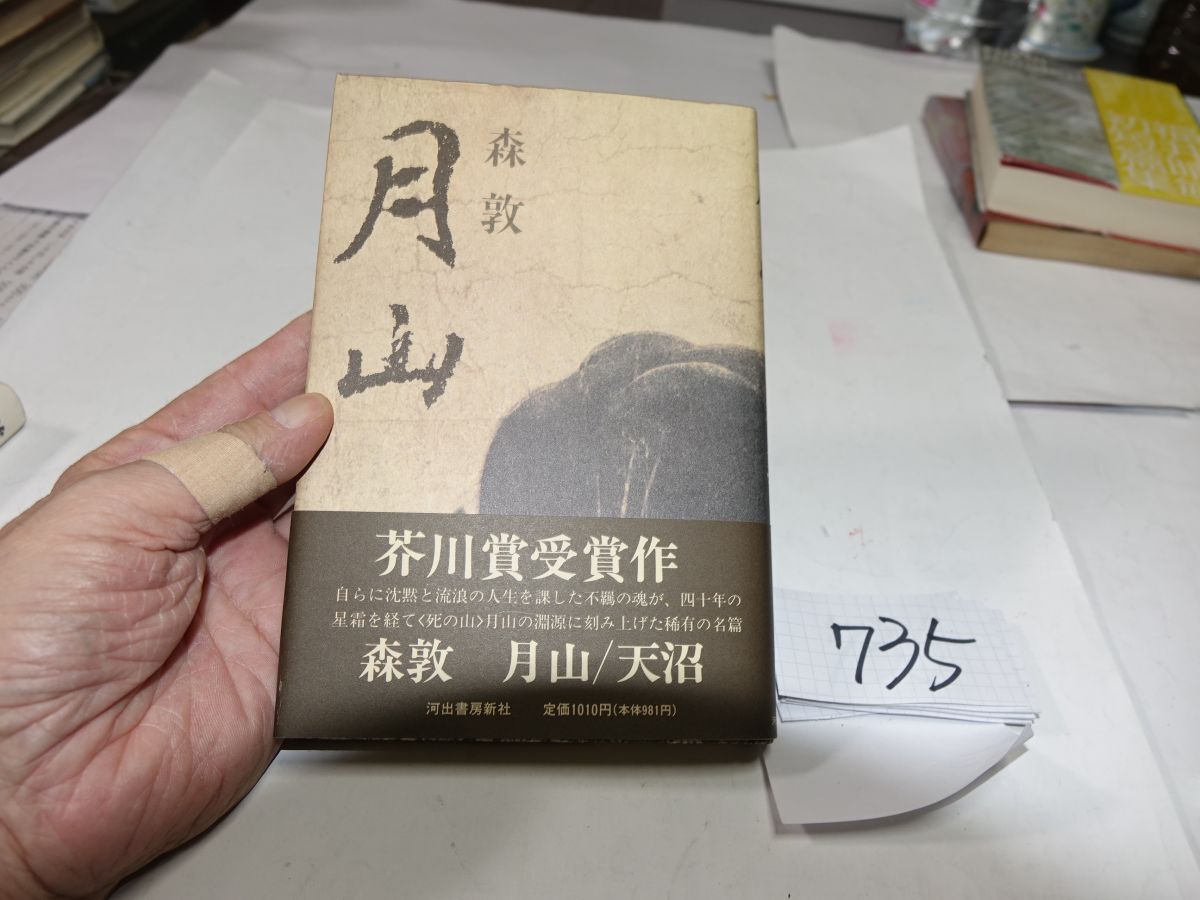 月山
森敦
芥川賞受賞作
自らに沈黙と流浪の人生を課した不羈の魂が、四十年の
星霜を経て〈死の山〉月山の淵源に刻み上げた稀有の名篇
森敦 月山/天沼
河出書房新社 定価1010円(本体981円)
735